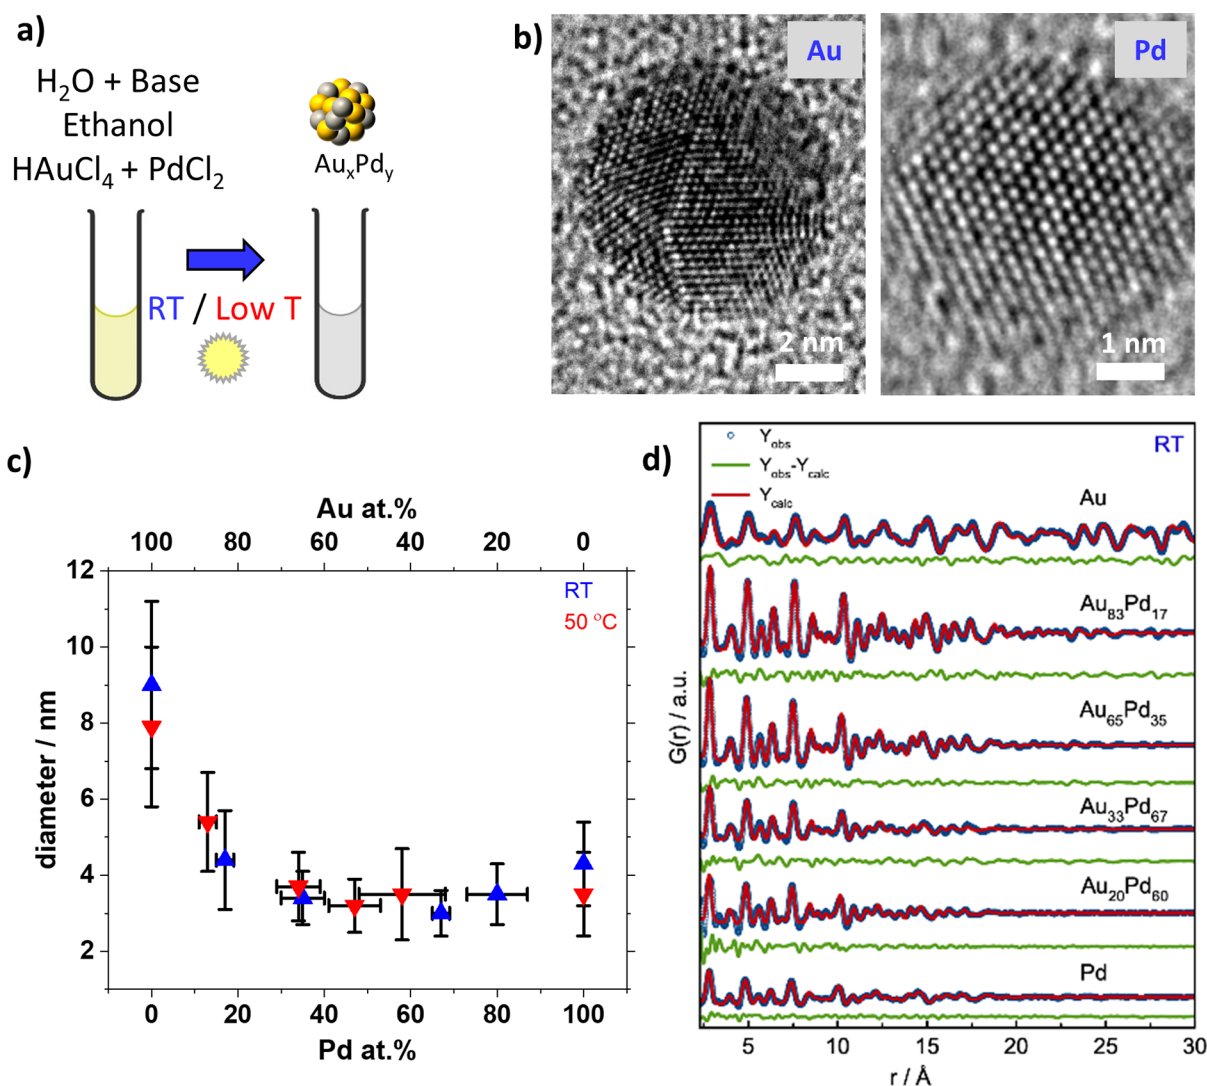 a)
H₂O + Base
Ethanol
HAuCl₄ + PdCl₂
AuₓPdᵧ
RT / Low T
b)
Au
2 nm
Pd
1 nm
c)
Au at.%
100 80 60 40 20 0
RT
50 °C
diameter / nm
12
10
8
6
4
2
0 20 40 60 80 100
Pd at.%
d)
Yobs
Yobs-Ycalc
Ycalc
RT
Au
Au₈₃Pd₁₇
Au₆₅Pd₃₅
Au₃₃Pd₆₇
Au₂₀Pd₆₀
Pd
G(r) / a.u.
5 10 15 20 25 30
r / Å